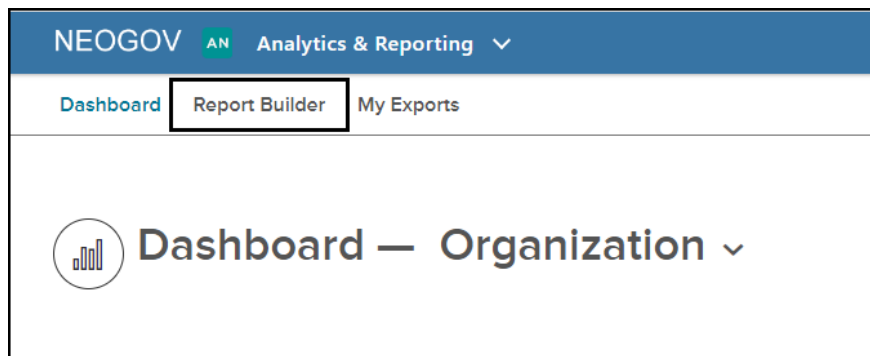 NEOGOV AN Analytics & Reporting
Dashboard Report Builder My Exports
Dashboard — Organization